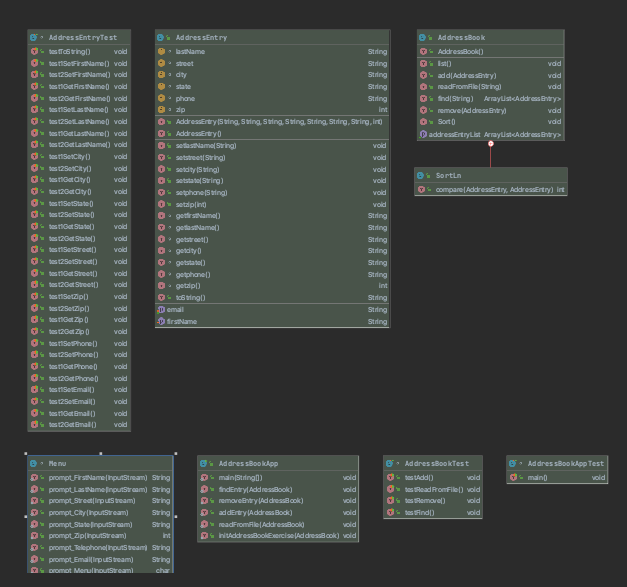 AddressEntryTest
testToString() void
test1SetFirstName() void
test2SetFirstName() void
test1GetFirstName() void
test2GetFirstName() void
test1SetLastName() void
test2SetLastName() void
test1GetLastName() void
test2GetLastName() void
test1SetCity() void
test2SetCity() void
test1GetCity() void
test2GetCity() void
test1SetState() void
test2SetState() void
test1GetState() void
test2GetState() void
test1SetStreet() void
test2SetStreet() void
test1GetStreet() void
test2GetStreet() void
test1SetZip() void
test2SetZip() void
test1GetZip() void
test2GetZip() void
test1SetPhone() void
test2SetPhone() void
test1GetPhone() void
test2GetPhone() void
test1SetEmail() void
test2SetEmail() void
test1GetEmail() void
test2GetEmail() void
AddressEntry
lastName String
street String
city String
state String
phone String
zip int
AddressEntry(String, String, String, String, String, String, String, int)
AddressEntry()
setlastName(String) void
setstreet(String) void
setcity(String) void
setstate(String) void
setphone(String) void
setzip(int) void
getfirstName() String
getlastName() String
getstreet() String
getcity() String
getstate() String
getphone() String
getzip() int
toString() String
email String
firstName String
AddressBook
AddressBook()
list() void
add(AddressEntry) void
readFromFile(String) void
find(String) ArrayList<AddressEntry>
remove(AddressEntry) void
Sort() void
addressEntryList ArrayList<AddressEntry>
SortLn
compare(AddressEntry, AddressEntry) int
Menu
prompt_FirstName(InputStream) String
prompt_LastName(InputStream) String
prompt_Street(InputStream) String
prompt_City(InputStream) String
prompt_State(InputStream) String
prompt_Zip(InputStream) int
prompt_Telephone(InputStream) String
prompt_Email(InputStream) String
prompt_Menu(InputStream) char
AddressBookApp
main(String[]) void
findEntry(AddressBook) void
removeEntry(AddressBook) void
addEntry(AddressBook) void
readFromFile(AddressBook) void
initAddressBookExercise(AddressBook) void
AddressBookTest
testAdd() void
testReadFromFile() void
testRemove() void
testFind() void
AddressBookAppTest
main() void